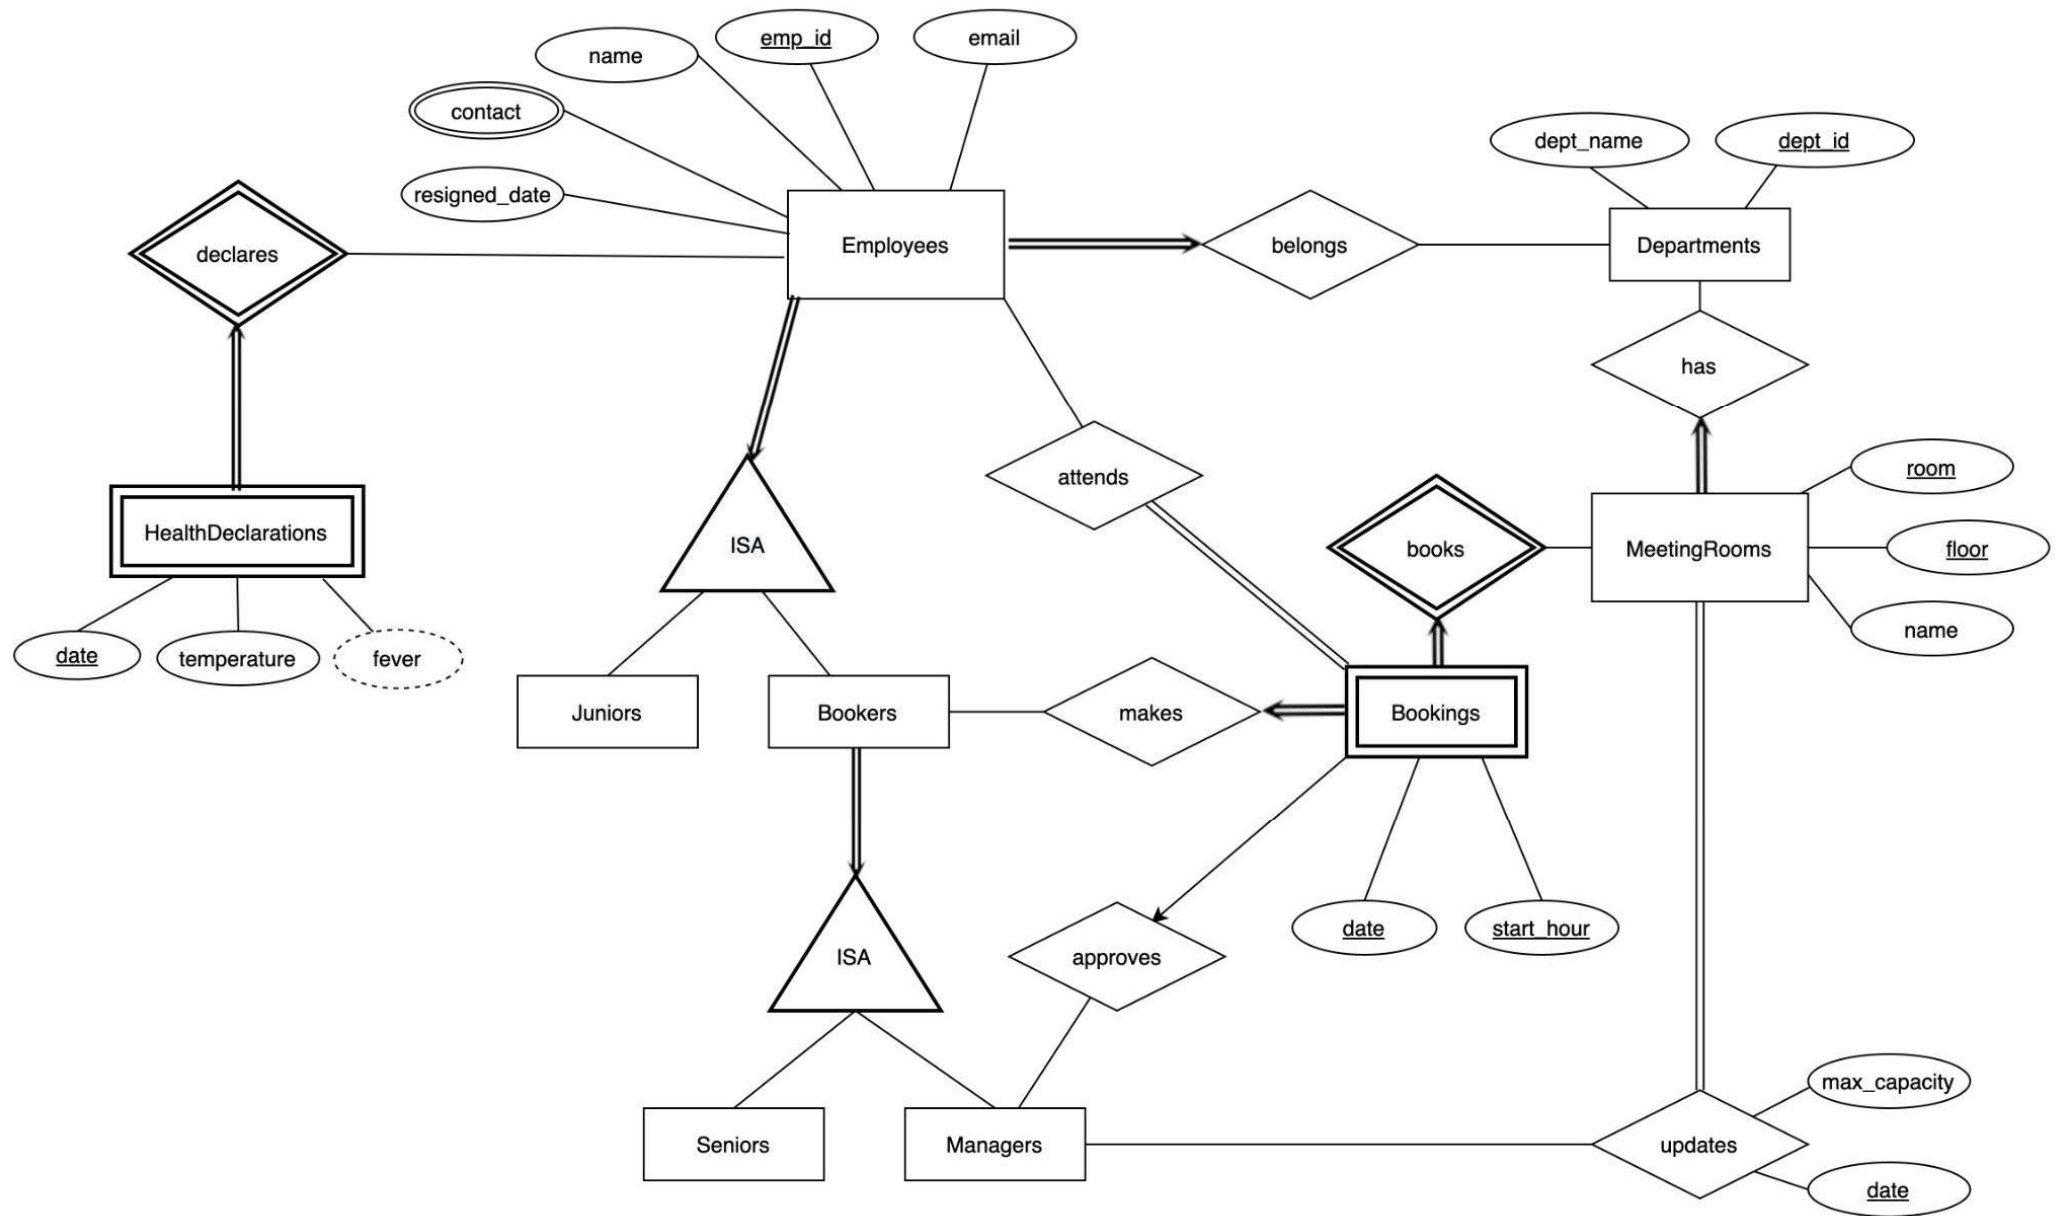 emp_id
email
name
contact
dept_name
dept_id
resigned_date
Employees
belongs
Departments
declares
has
room
attends
HealthDeclarations
ISA
books
MeetingRooms
floor
name
date
temperature
fever
Juniors
Bookers
makes
Bookings
date
start_hour
ISA
approves
max_capacity
Seniors
Managers
updates
date